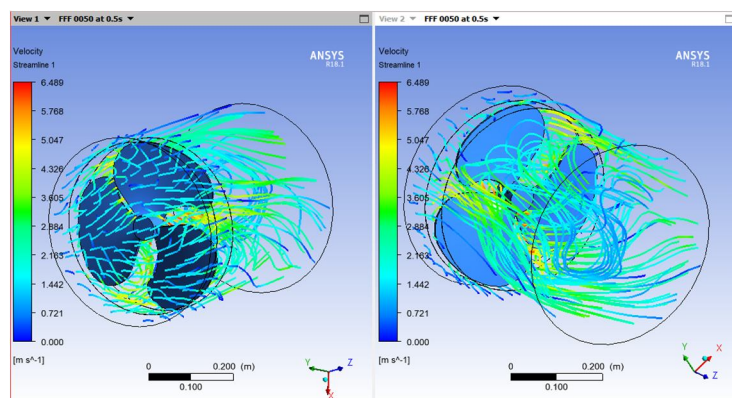 View 1 FFF 0050 at 0.5s
Velocity
Streamline 1
ANSYS
R18.1
6.489
5.768
5.047
4.326
3.605
2.884
2.163
1.442
0.721
0.000
[m s^-1]
0 0.200 (m)
0.100
Y Z
X
View 2 FFF 0050 at 0.5s
Velocity
Streamline 1
ANSYS
R18.1
6.489
5.768
5.047
4.326
3.605
2.884
2.163
1.442
0.721
0.000
[m s^-1]
0 0.200 (m)
0.100
Y X
Z